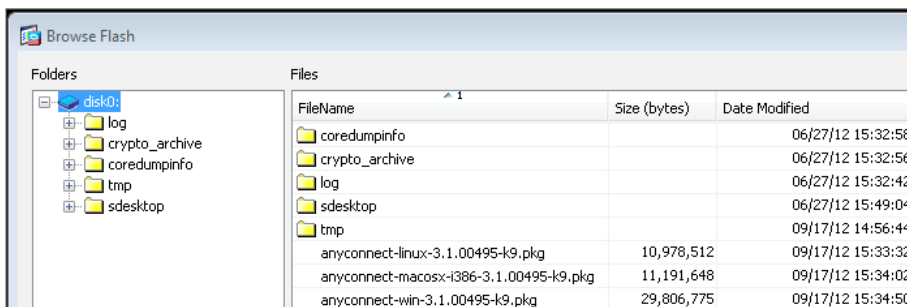 Browse Flash
Folders
Files
disk0:
log
crypto_archive
coredumpinfo
tmp
sdesktop
FileName 1 Size (bytes) Date Modified
coredumpinfo 06/27/12 15:32:58
crypto_archive 06/27/12 15:32:56
log 06/27/12 15:32:42
sdesktop 06/27/12 15:49:04
tmp 09/17/12 14:56:44
anyconnect-linux-3.1.00495-k9.pkg 10,978,512 09/17/12 15:33:32
anyconnect-macosx-i386-3.1.00495-k9.pkg 11,191,648 09/17/12 15:34:02
anyconnect-win-3.1.00495-k9.pkg 29,806,775 09/17/12 15:34:50